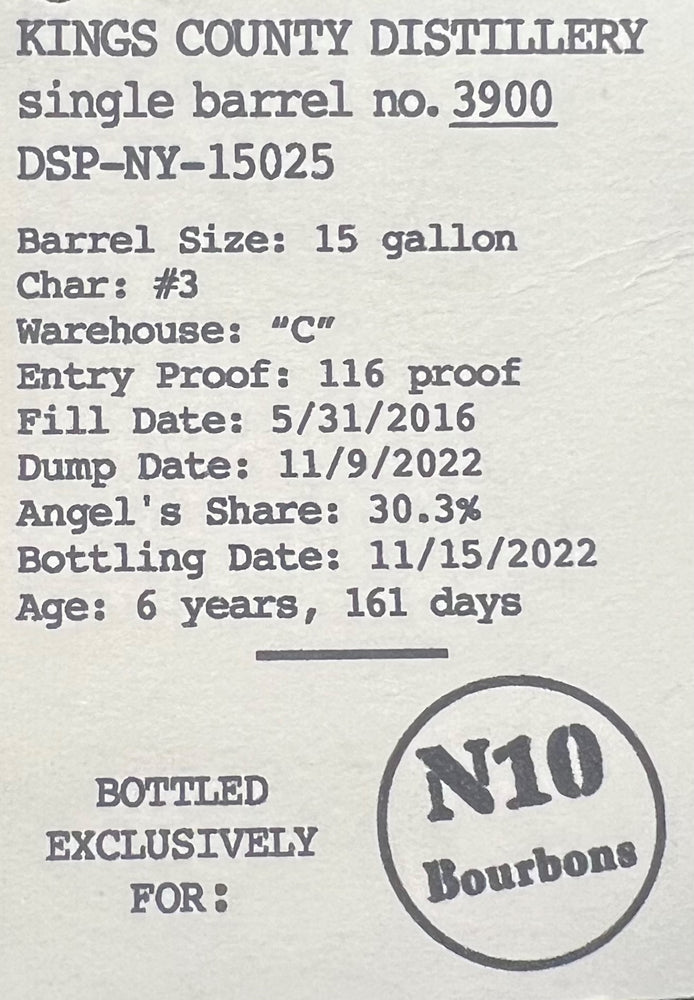 KINGS COUNTY DISTILLERY
single barrel no. 3900
DSP-NY-15025
Barrel Size: 15 gallon
Char: #3
Warehouse: "C"
Entry Proof: 116 proof
Fill Date: 5/31/2016
Dump Date: 11/9/2022
Angel's Share: 30.3%
Bottling Date: 11/15/2022
Age: 6 years, 161 days
BOTTLED
EXCLUSIVELY
FOR:
N10
Bourbons